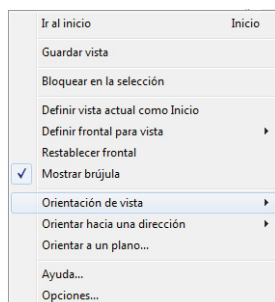 Ir al inicio Inicio
Guardar vista
Bloquear en la selección
Definir vista actual como Inicio
Definir frontal para vista
Restablecer frontal
Mostrar brújula
Orientación de vista
Orientar hacia una dirección
Orientar a un plano...
Ayuda...
Opciones...